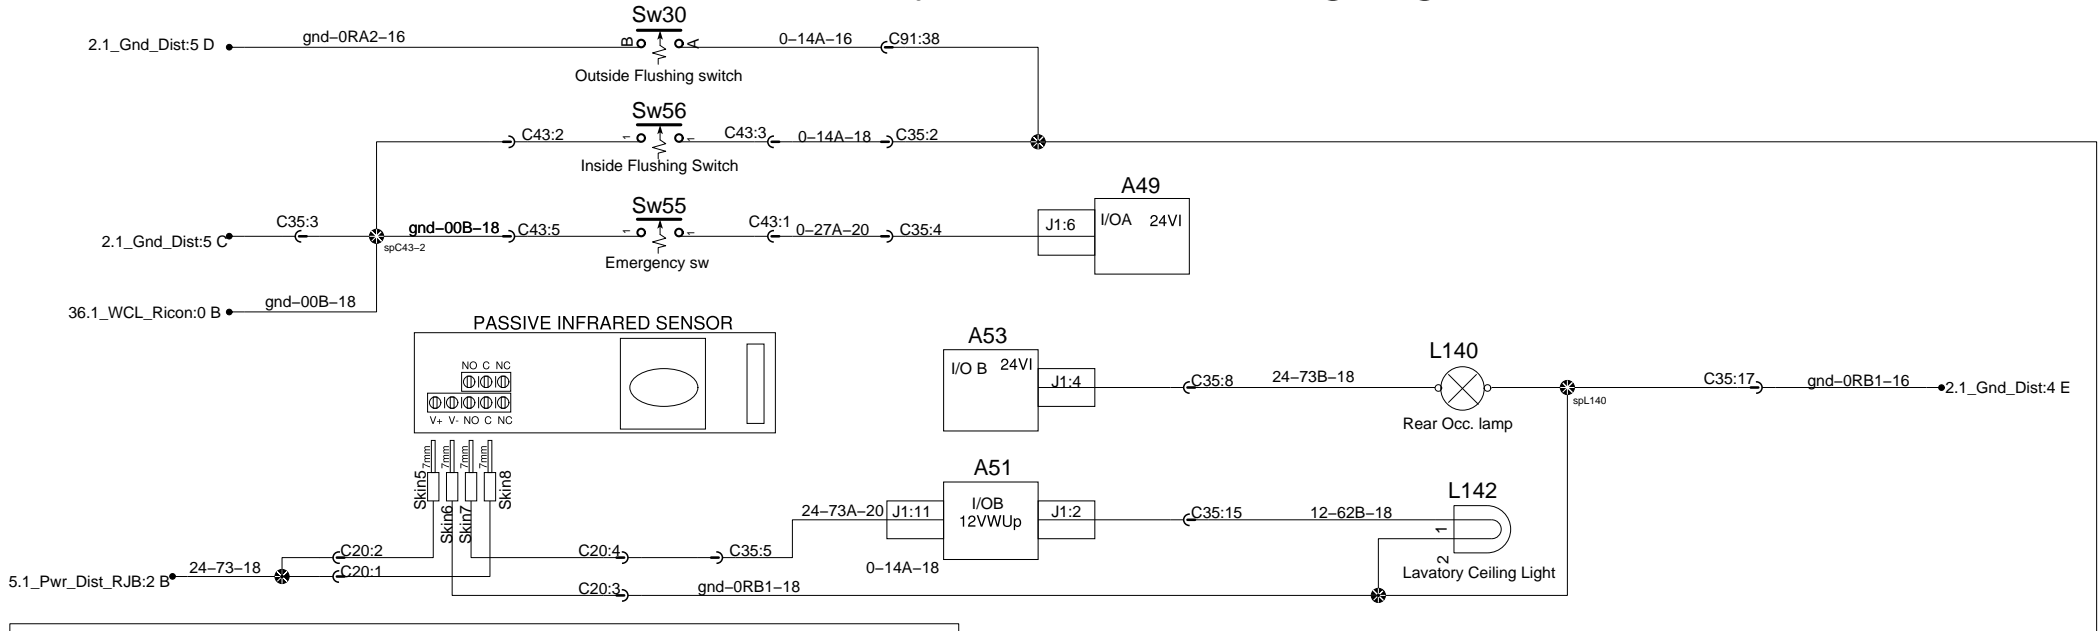 Sw30
2.1_Gnd_Dist:5 D
gnd-0RA2-16
B
A
0-14A-16
C91:38
Outside Flushing switch
Sw56
C43:2
1
1
C43:3
0-14A-18
C35:2
Inside Flushing Switch
A49
Sw55
C35:3
2.1_Gnd_Dist:5 C
gnd-00B-18
C43:5
1
1
C43:1
0-27A-20
C35:4
J1:6
I/OA
24VI
spC43-2
Emergency sw
36.1_WCL_Ricon:0 B
gnd-00B-18
PASSIVE INFRARED SENSOR
NO C NC
V+ V- NO C NC
A53
I/O B
24VI
J1:4
C35:8
24-73B-18
L140
Rear Occ. lamp
spL140
C35:17
gnd-0RB1-16
2.1_Gnd_Dist:4 E
7mm
7mm
7mm
7mm
Skin5
Skin6
Skin7
Skin8
A51
24-73A-20
J1:11
I/OB
12VWUp
J1:2
C35:15
12-62B-18
L142
1
2
Lavatory Ceiling Light
C20:2
C20:4
C35:5
5.1_Pwr_Dist_RJB:2 B
24-73-18
C20:1
0-14A-18
C20:3
gnd-0RB1-18